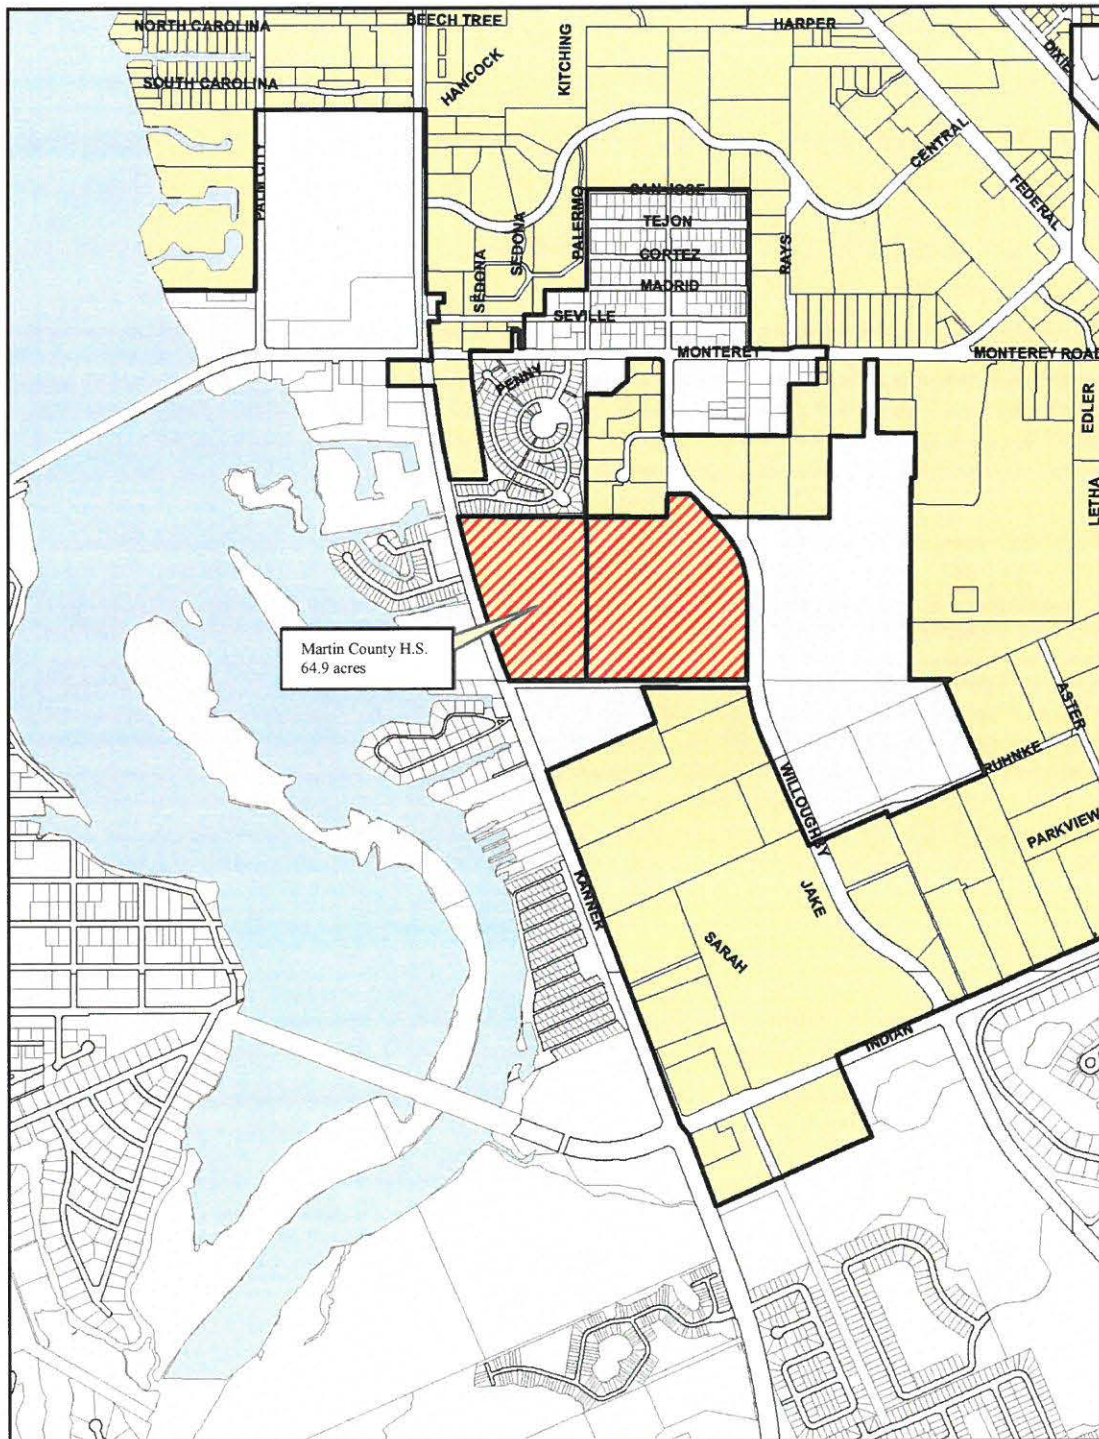 NORTH CAROLINA
BEECH TREE
HARPER
SOUTH CAROLINA
HANCOCK
KITCHING
DIXIE
PALM CITY
CENTRAL
FEDERAL
SAN JOSE
PALERMO
SEDONA
TEJON
CORTEZ
RAYS
SEDONA
MADRID
SEVILLE
MONTEREY
MONTEREY ROAD
PENNY
EDLER
LETHA
Martin County H.S.
64.9 acres
ASTER
RUHNKE
WILLOUGHBY
PARKVIEW
KANNER
JAKE
SARAH
INDIAN